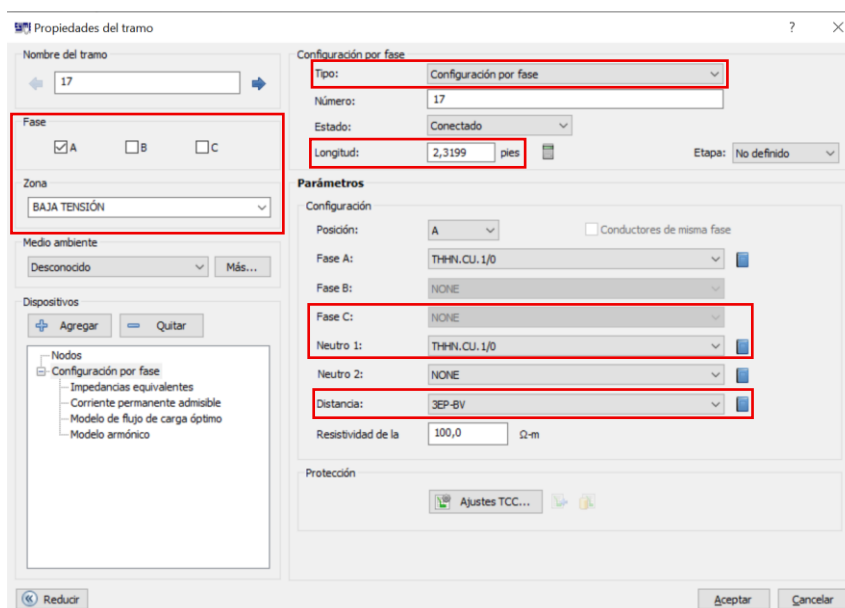 Propiedades del tramo
?
Nombre del tramo
17
Fase
A B C
Zona
BAJA TENSIÓN
Medio ambiente
Desconocido Más...
Dispositivos
Agregar Quitar
Nodos
Configuración por fase
Impedancias equivalentes
Corriente permanente admisible
Modelo de flujo de carga óptimo
Modelo armónico
Reducir
Configuración por fase
Tipo: Configuración por fase
Número: 17
Estado: Conectado
Longitud: 2,3199 pies Etapa: No definido
Parámetros
Configuración
Posición: A Conductores de misma fase
Fase A: THHN.CU.1/0
Fase B: NONE
Fase C: NONE
Neutro 1: THHN.CU.1/0
Neutro 2: NONE
Distancia: 3EP-BV
Resistividad de la 100,0 Ω-m
Protección
Ajustes TCC...
Aceptar Cancelar